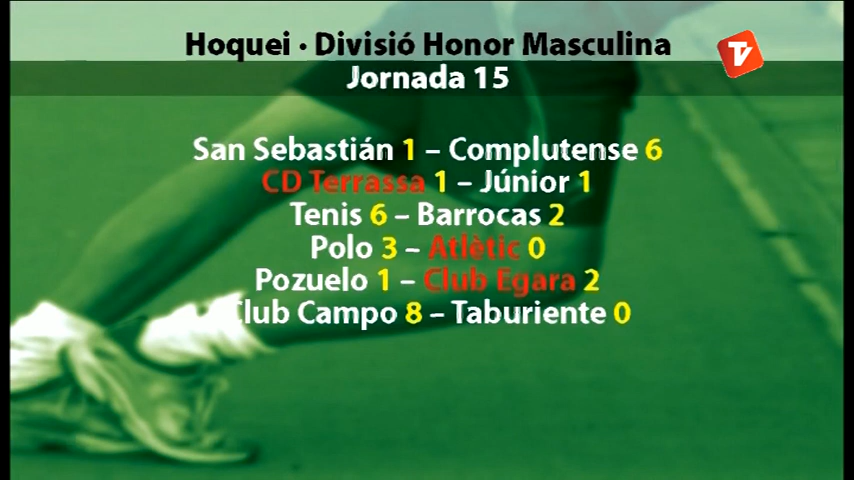 Hoquei · Divisió Honor Masculina
TV
Jornada 15
San Sebastián 1 – Complutense 6
CD Terrassa 1 – Júnior 1
Tenis 6 – Barrocas 2
Polo 3 – Atlètic 0
Pozuelo 1 – Club Egara 2
Club Campo 8 – Taburiente 0